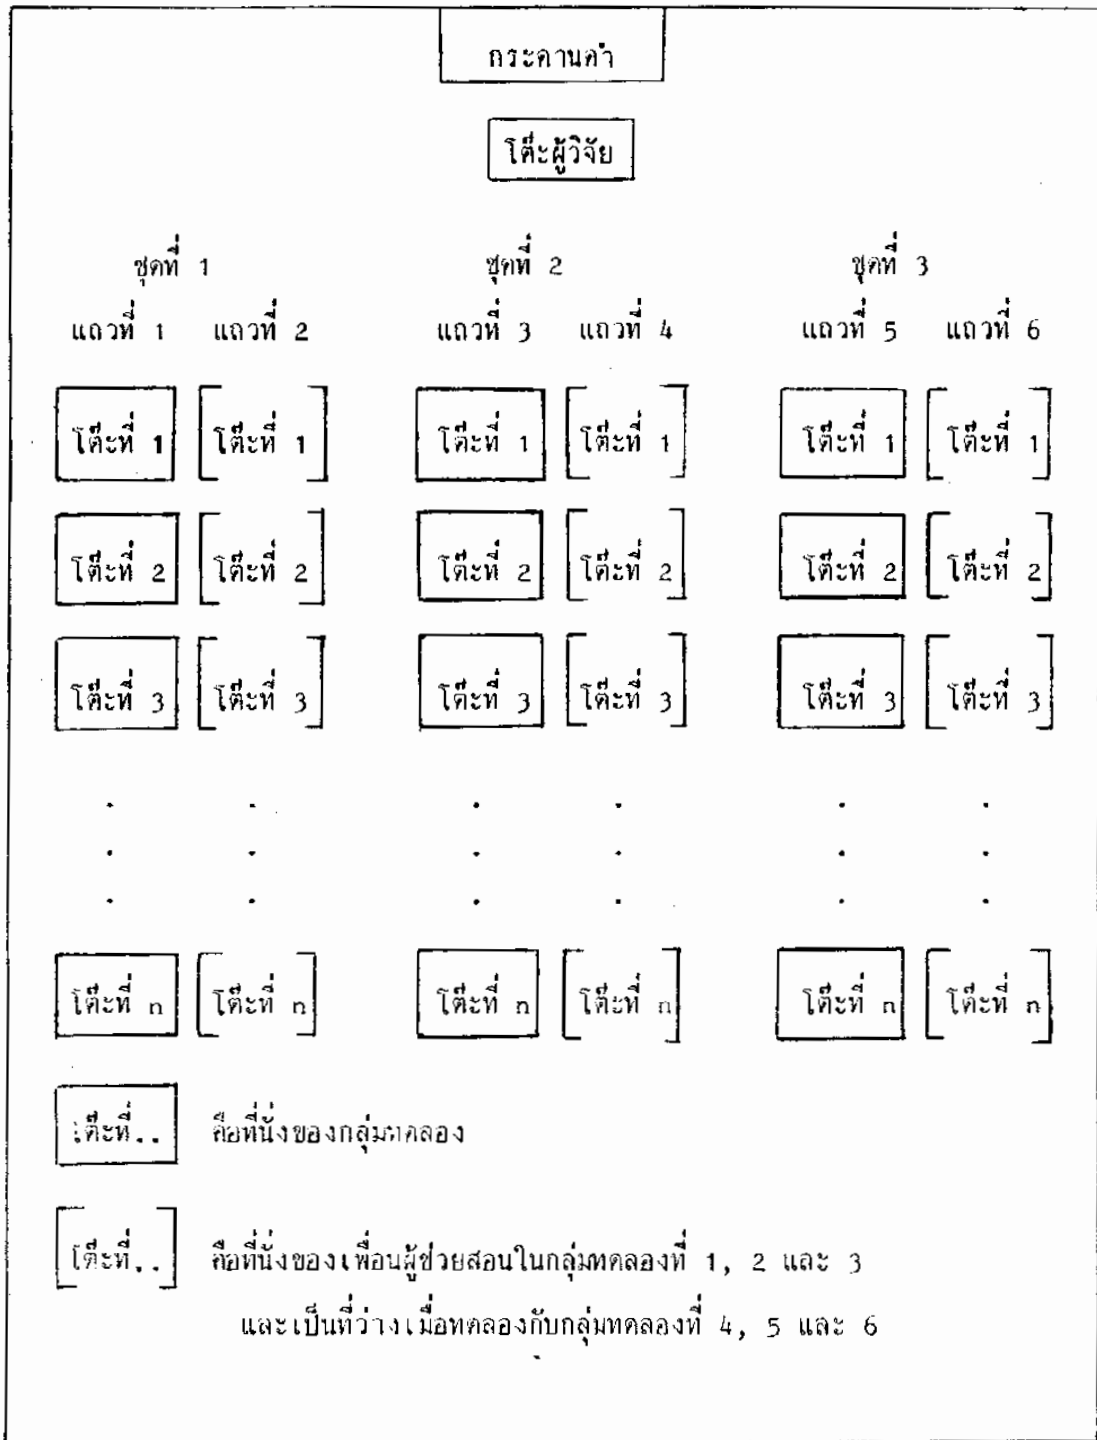 กระดานดำ
โต๊ะผู้วิจัย
ชุดที่ 1 ชุดที่ 2 ชุดที่ 3
แถวที่ 1 แถวที่ 2 แถวที่ 3 แถวที่ 4 แถวที่ 5 แถวที่ 6
โต๊ะที่ 1 โต๊ะที่ 1 โต๊ะที่ 1 โต๊ะที่ 1 โต๊ะที่ 1 โต๊ะที่ 1
โต๊ะที่ 2 โต๊ะที่ 2 โต๊ะที่ 2 โต๊ะที่ 2 โต๊ะที่ 2 โต๊ะที่ 2
โต๊ะที่ 3 โต๊ะที่ 3 โต๊ะที่ 3 โต๊ะที่ 3 โต๊ะที่ 3 โต๊ะที่ 3
โต๊ะที่ n โต๊ะที่ n โต๊ะที่ n โต๊ะที่ n โต๊ะที่ n โต๊ะที่ n
โต๊ะที่.. คือที่นั่งของกลุ่มทดลอง
โต๊ะที่.. คือที่นั่งของเพื่อนผู้ช่วยสอนในกลุ่มทดลองที่ 1, 2 และ 3
และเป็นที่ว่างเมื่อทดลองกับกลุ่มทดลองที่ 4, 5 และ 6